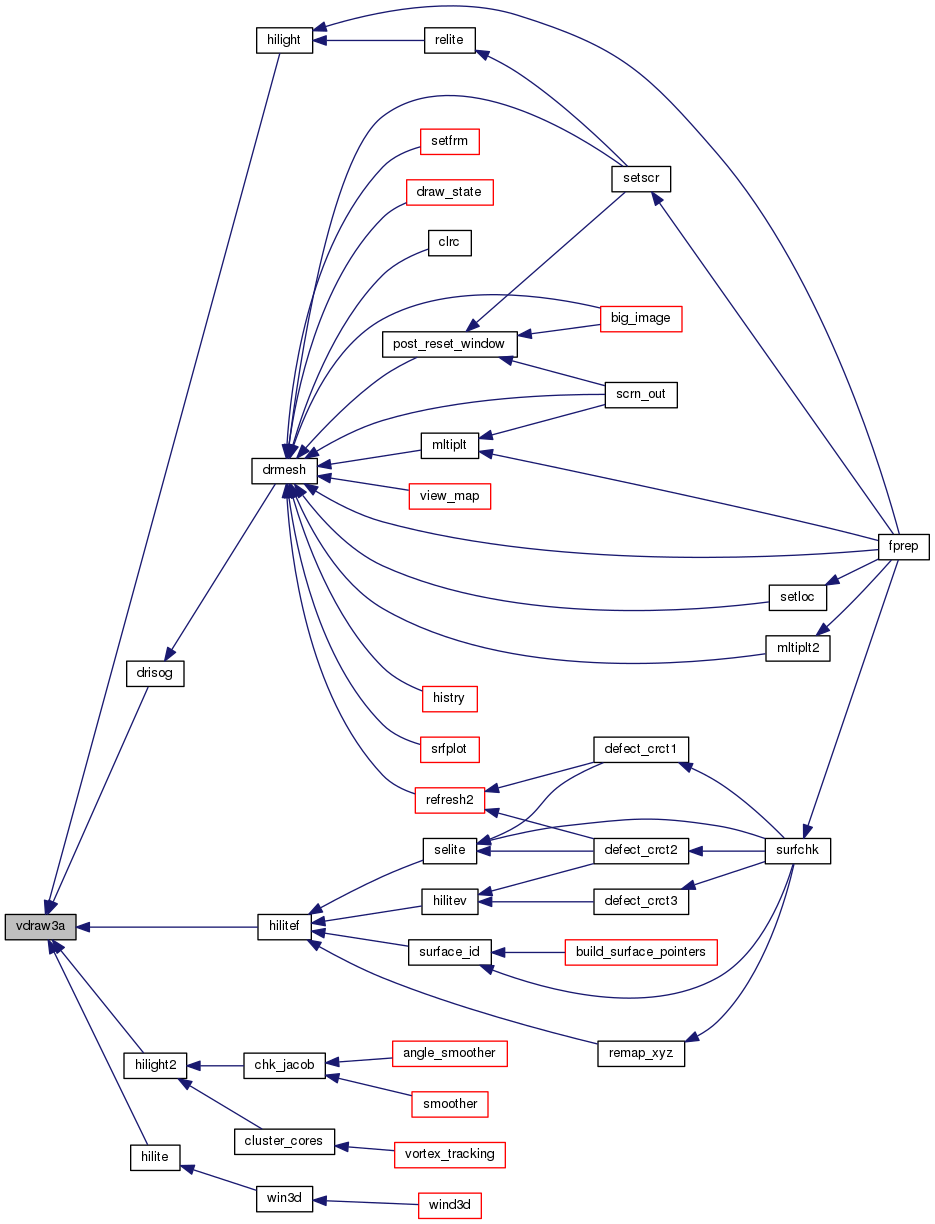 hilight
relite
setfrm
setscr
draw_state
clrc
big_image
post_reset_window
scrn_out
mltiplt
drmesh
view_map
fprep
setloc
mltiplt2
drisog
histry
srfplot
defect_crct1
refresh2
selite
defect_crct2
surfchk
hilitev
defect_crct3
vdraw3a
hilitef
surface_id
build_surface_pointers
remap_xyz
angle_smoother
hilight2
chk_jacob
smoother
cluster_cores
vortex_tracking
hilite
win3d
wind3d